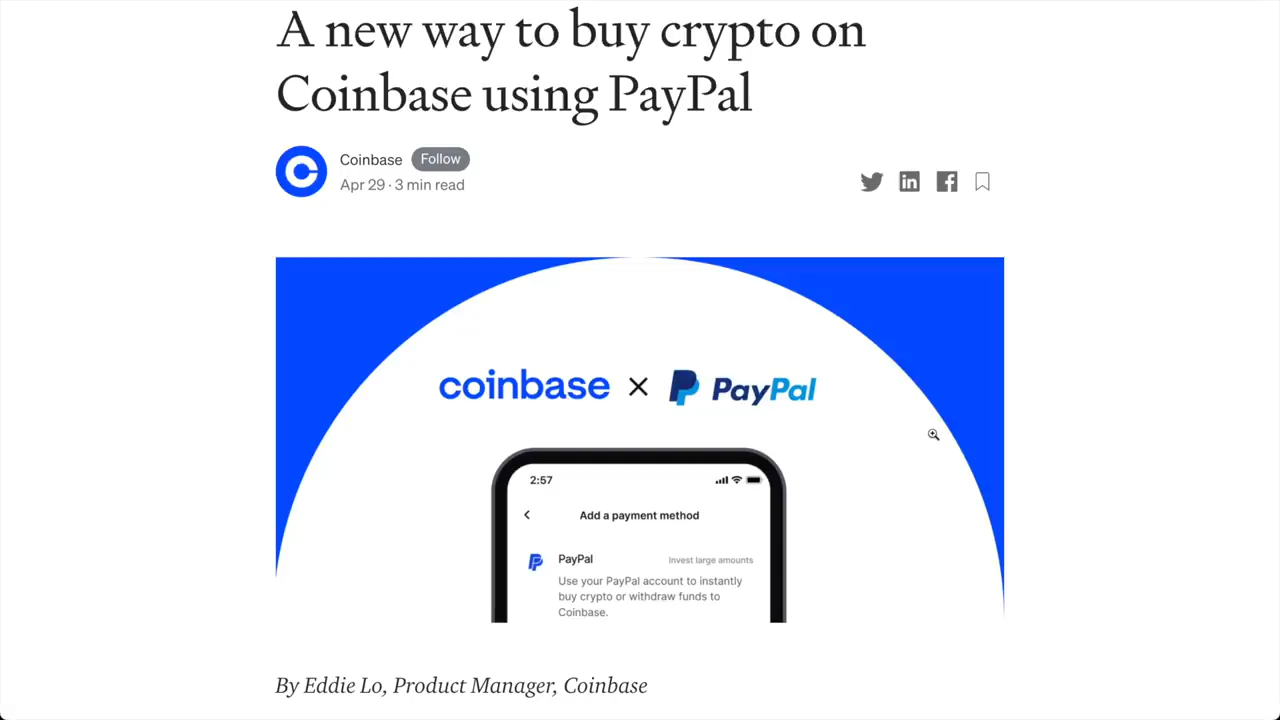 A new way to buy crypto on
Coinbase using PayPal
Coinbase Follow
Apr 29 · 3 min read
coinbase × PayPal
2:57
Add a payment method
PayPal Invest large amounts
Use your PayPal account to instantly
buy crypto or withdraw funds to
Coinbase.
By Eddie Lo, Product Manager, Coinbase